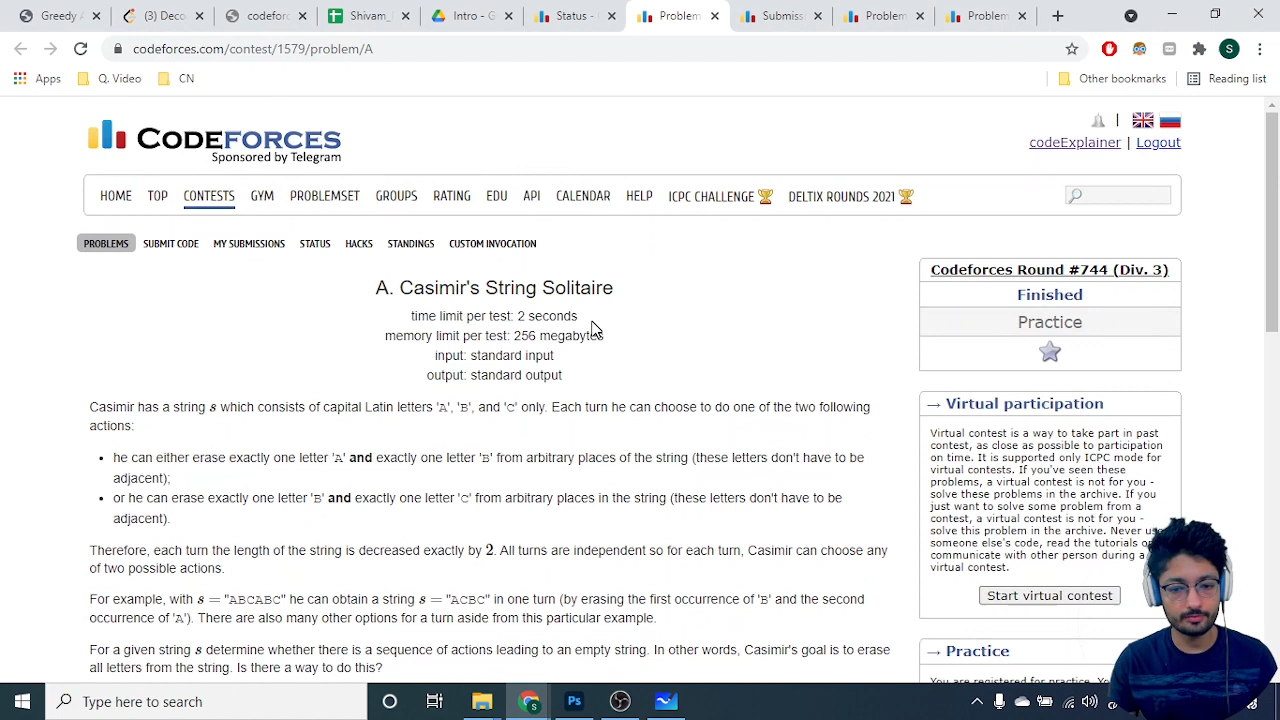 Greedy A
Deco
codeforc
Shivam_
Intro - G
Status -
Problem
Submiss
Problem
Problem
codeforces.com/contest/1579/problem/A
S
Apps
Q. Video
CN
Other bookmarks
Reading list
CODEFORCES
Sponsored by Telegram
codeExplainer | Logout
HOME TOP CONTESTS GYM PROBLEMSET GROUPS RATING EDU API CALENDAR HELP ICPC CHALLENGE DELTIX ROUNDS 2021
PROBLEMS SUBMIT CODE MY SUBMISSIONS STATUS HACKS STANDINGS CUSTOM INVOCATION
A. Casimir's String Solitaire
time limit per test: 2 seconds
memory limit per test: 256 megabytes
input: standard input
output: standard output
Casimir has a string s which consists of capital Latin letters 'A', 'B', and 'C' only. Each turn he can choose to do one of the two following
actions:
• he can either erase exactly one letter 'A' and exactly one letter 'B' from arbitrary places of the string (these letters don't have to be
adjacent);
• or he can erase exactly one letter 'B' and exactly one letter 'C' from arbitrary places in the string (these letters don't have to be
adjacent).
Therefore, each turn the length of the string is decreased exactly by 2. All turns are independent so for each turn, Casimir can choose any
of two possible actions.
For example, with s = "ABCABC" he can obtain a string s = "ACBC" in one turn (by erasing the first occurrence of 'B' and the second
occurrence of 'A'). There are also many other options for a turn aside from this particular example.
For a given string s determine whether there is a sequence of actions leading to an empty string. In other words, Casimir's goal is to erase
all letters from the string. Is there a way to do this?
Codeforces Round #744 (Div. 3)
Finished
Practice
→ Virtual participation
Virtual contest is a way to take part in past
contest, as close as possible to participation
on time. It is supported only ICPC mode for
virtual contests. If you've seen these
problems, a virtual contest is not for you -
solve these problems in the archive. If you
just want to solve some problem from a
contest, a virtual contest is not for you -
solve this problem in the archive. Never use
someone else's code, read the tutorials or
communicate with other person during a
virtual contest.
Start virtual contest
→ Practice
You are registered for practice.
Type here to search
Ps